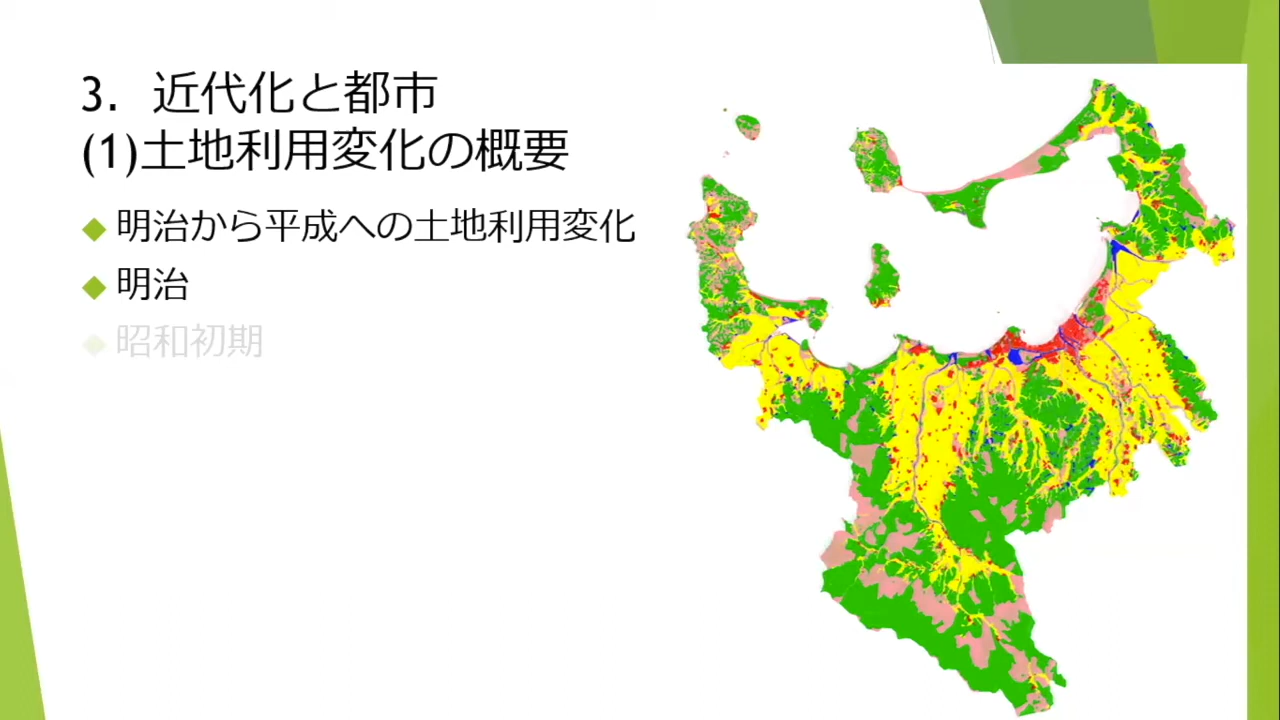 3. 近代化と都市
(1)土地利用変化の概要
明治から平成への土地利用変化
明治
昭和初期